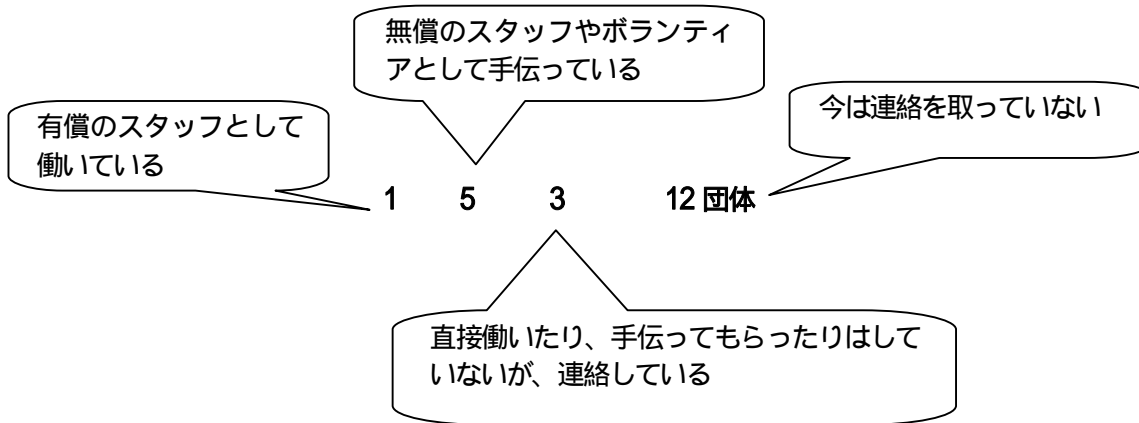 無償のスタッフやボランティ
アとして手伝っている
今は連絡を取っていない
有償のスタッフとして
働いている
1 5 3 12 団体
直接働いたり、手伝ってもらったりはして
いないが、連絡している